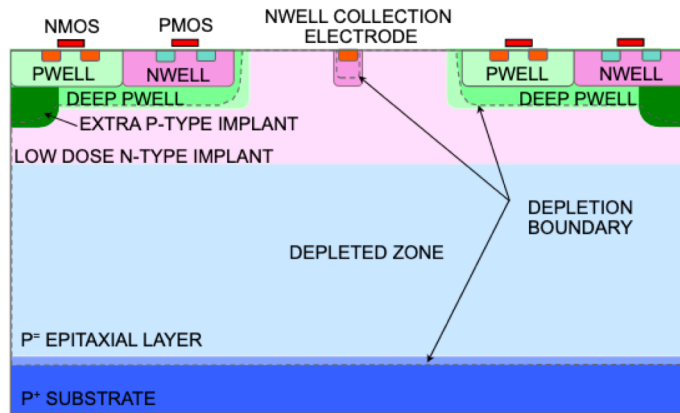 NMOS
PMOS
NWELL COLLECTION
ELECTRODE
PWELL
NWELL
PWELL
NWELL
DEEP PWELL
DEEP PWELL
EXTRA P-TYPE IMPLANT
LOW DOSE N-TYPE IMPLANT
DEPLETION
BOUNDARY
DEPLETED ZONE
P= EPITAXIAL LAYER
P+ SUBSTRATE